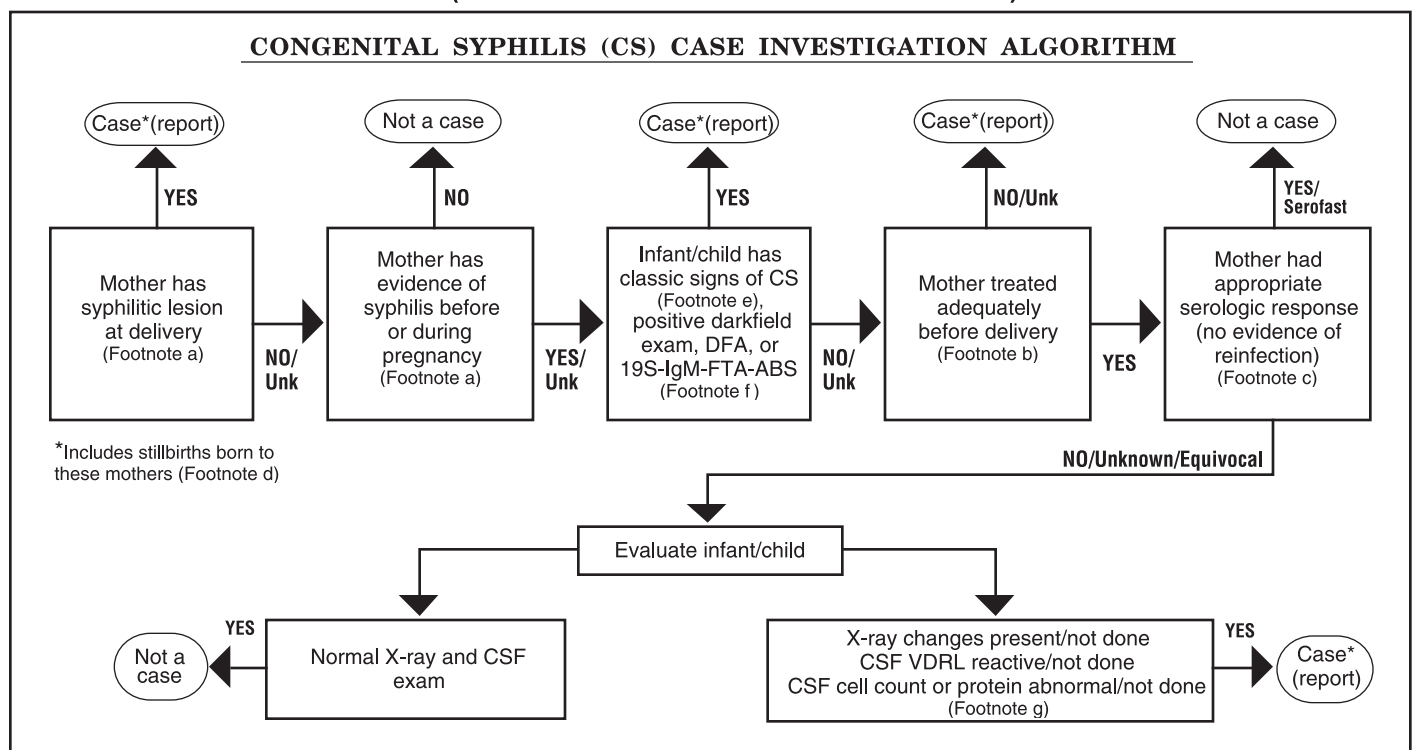 CONGENITAL SYPHILIS (CS) CASE INVESTIGATION ALGORITHM
Case*(report)
Not a case
Case*(report)
Case*(report)
Not a case
YES
NO
YES
NO/Unk
YES/
Serofast
Mother has
syphilitic lesion
at delivery
(Footnote a)
NO/
Unk
Mother has
evidence of
syphilis before
or during
pregnancy
(Footnote a)
YES/
Unk
Infant/child has
classic signs of CS
(Footnote e),
positive darkfield
exam, DFA, or
19S-IgM-FTA-ABS
(Footnote f)
NO/
Unk
Mother treated
adequately
before delivery
(Footnote b)
YES
Mother had
appropriate
serologic response
(no evidence of
reinfection)
(Footnote c)
*Includes stillbirths born to
these mothers (Footnote d)
NO/Unknown/Equivocal
Evaluate infant/child
Not a
case
YES
Normal X-ray and CSF
exam
X-ray changes present/not done
CSF VDRL reactive/not done
CSF cell count or protein abnormal/not done
(Footnote g)
YES
Case*
(report)